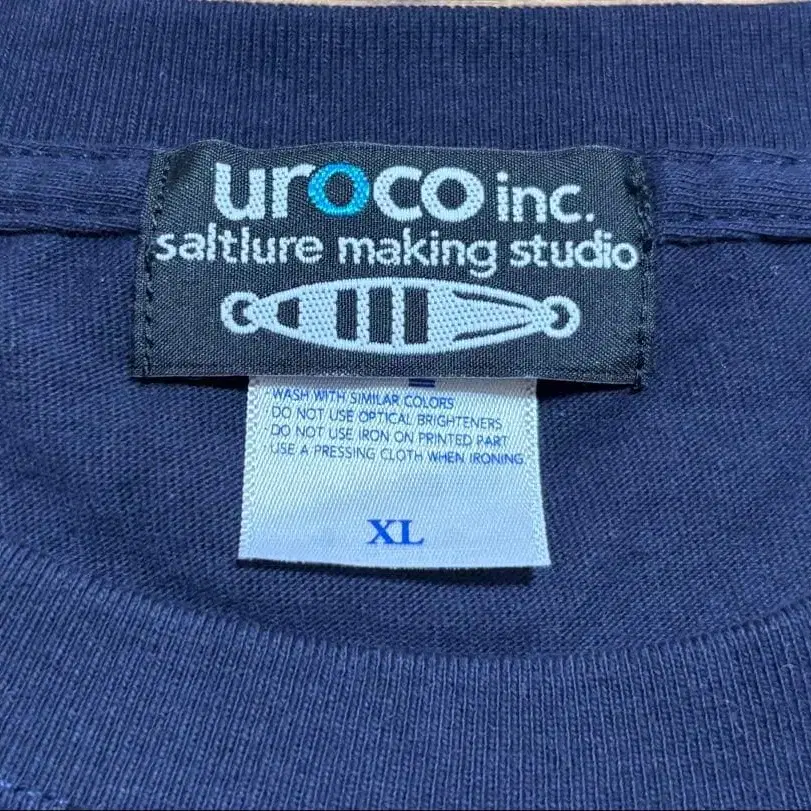 uroco inc.
saltlure making studio
WASH WITH SIMILAR COLORS
DO NOT USE OPTICAL BRIGHTENERS
DO NOT USE IRON ON PRINTED PART
USE A PRESSING CLOTH WHEN IRONING
XL